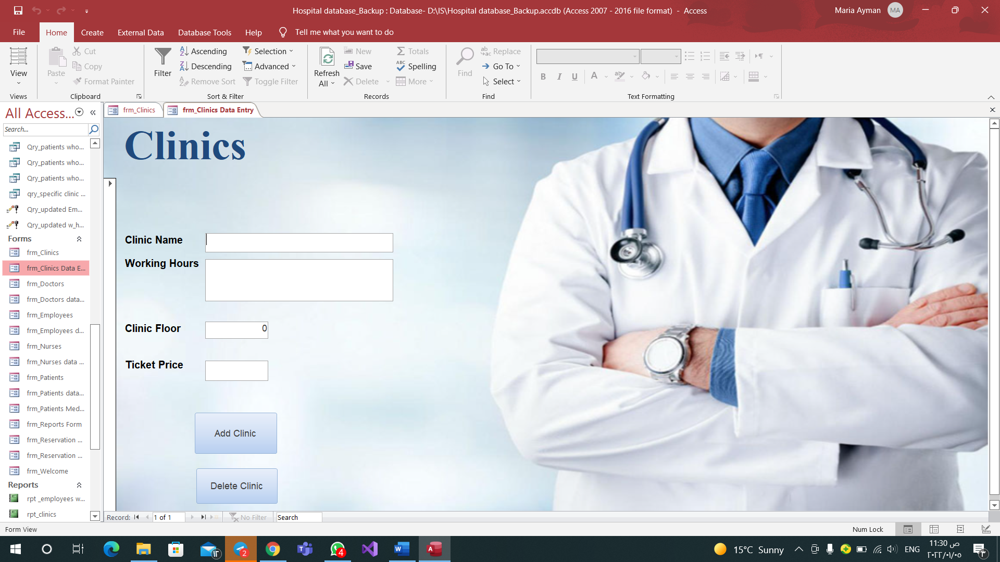 Hospital database_Backup : Database- D:\IS\Hospital database_Backup.accdb (Access 2007 - 2016 file format)  -  Access
Maria Ayman
MA
File
Home
Create
External Data
Database Tools
Help
Tell me what you want to do
View
Views
Paste
Cut
Copy
Format Painter
Clipboard
Filter
Ascending
Descending
Remove Sort
Selection
Advanced
Toggle Filter
Sort & Filter
Refresh
All
New
Save
Delete
Totals
Spelling
More
Records
Find
Replace
Go To
Select
Find
B I U A
Text Formatting
All Access...
Search...
Qry_patients who...
Qry_patients who...
Qry_patients who...
qry_specific clinic ...
Qry_updated Em...
Qry_updated w_h...
Forms
frm_Clinics
frm_Clinics Data E...
frm_Doctors
frm_Doctors data...
frm_Employees
frm_Employees d...
frm_Nurses
frm_Nurses data ...
frm_Patients
frm_Patients data...
frm_Patients Med...
frm_Reports Form
frm_Reservation ...
frm_Reservation ...
frm_Welcome
Reports
rpt _employees w...
rpt_clinics
frm_Clinics
frm_Clinics Data Entry
Clinics
Clinic Name
Working Hours
Clinic Floor
0
Ticket Price
Add Clinic
Delete Clinic
Record:
1 of 1
No Filter
Search
Form View
Num Lock
١٣
2
4
15°C  Sunny
ENG
11:30 ص
٢٠٢٢/٠١/٠٥
٣